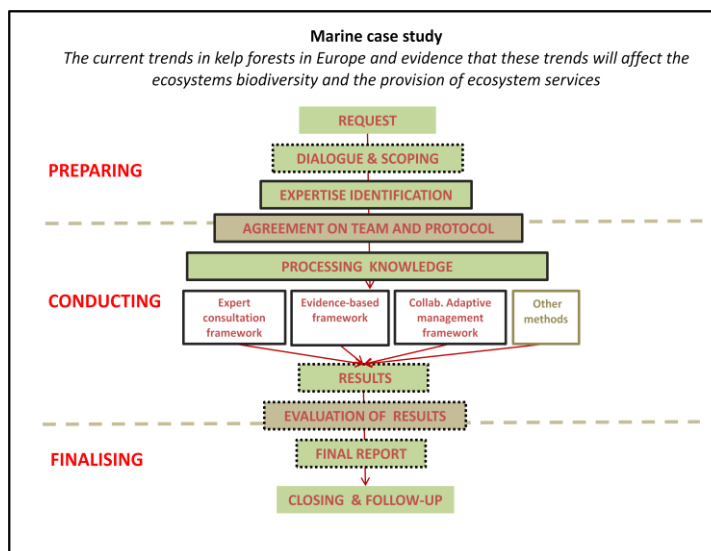 Marine case study
The current trends in kelp forests in Europe and evidence that these trends will affect the
ecosystems biodiversity and the provision of ecosystem services
REQUEST
DIALOGUE & SCOPING
PREPARING
EXPERTISE IDENTIFICATION
AGREEMENT ON TEAM AND PROTOCOL
PROCESSING KNOWLEDGE
CONDUCTING
Expert
consultation
framework
Evidence-based
framework
Collab. Adaptive
management
framework
Other
methods
RESULTS
EVALUATION OF RESULTS
FINALISING
FINAL REPORT
CLOSING & FOLLOW-UP